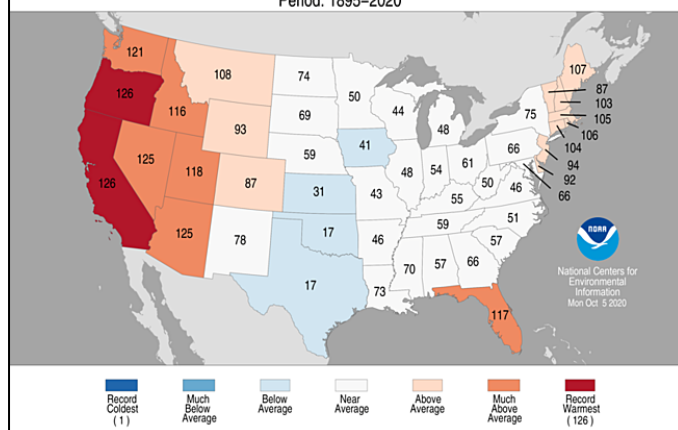 Period: 1895–2020
121
108
74
50
107
126
116
69
44
87
93
41
48
75
103
105
106
104
94
92
66
125
118
87
59
48
54
61
66
126
31
43
55
50
46
125
78
17
46
59
51
17
73
70
57
66
57
117
NOAA
National Centers for
Environmental
Information
Mon Oct 5 2020
Record
Coldest
(1)
Much
Below
Average
Below
Average
Near
Average
Above
Average
Much
Above
Average
Record
Warmest
(126)